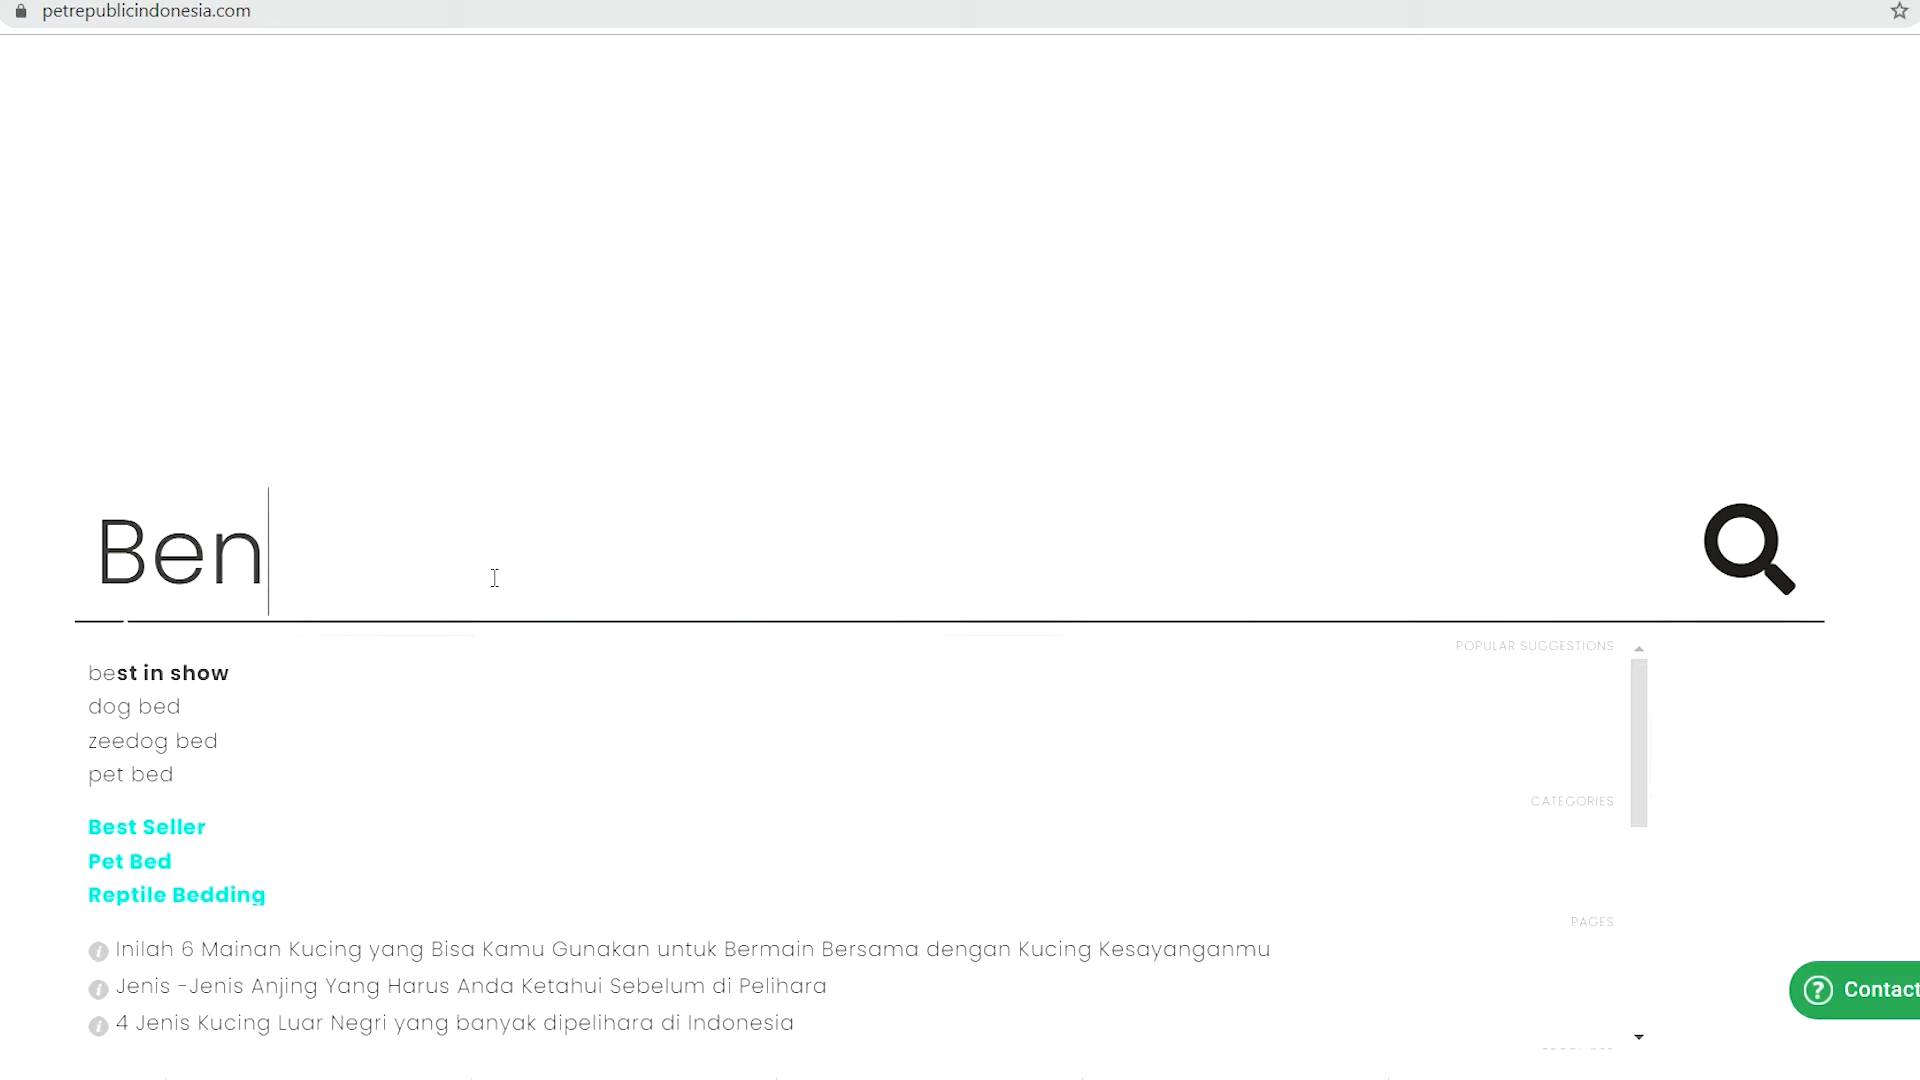 petrepublicindonesia.com
Ben
POPULAR SUGGESTIONS
best in show
dog bed
zeedog bed
pet bed
CATEGORIES
Best Seller
Pet Bed
Reptile Bedding
PAGES
Inilah 6 Mainan Kucing yang Bisa Kamu Gunakan untuk Bermain Bersama dengan Kucing Kesayanganmu
Jenis -Jenis Anjing Yang Harus Anda Ketahui Sebelum di Pelihara
4 Jenis Kucing Luar Negri yang banyak dipelihara di Indonesia
Contact